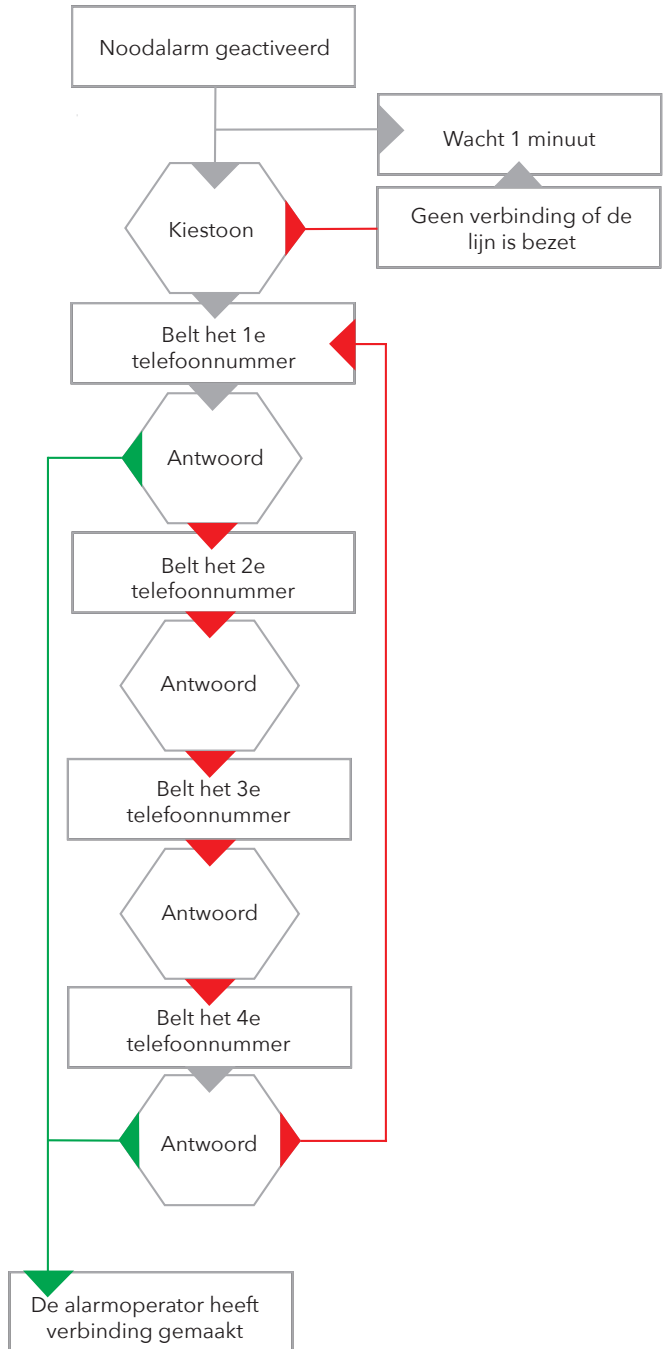 Noodalarm geactiveerd
Wacht 1 minuut
Kiestoon
Geen verbinding of de
lijn is bezet
Belt het 1e
telefoonnummer
Antwoord
Belt het 2e
telefoonnummer
Antwoord
Belt het 3e
telefoonnummer
Antwoord
Belt het 4e
telefoonnummer
Antwoord
De alarmoperator heeft
verbinding gemaakt